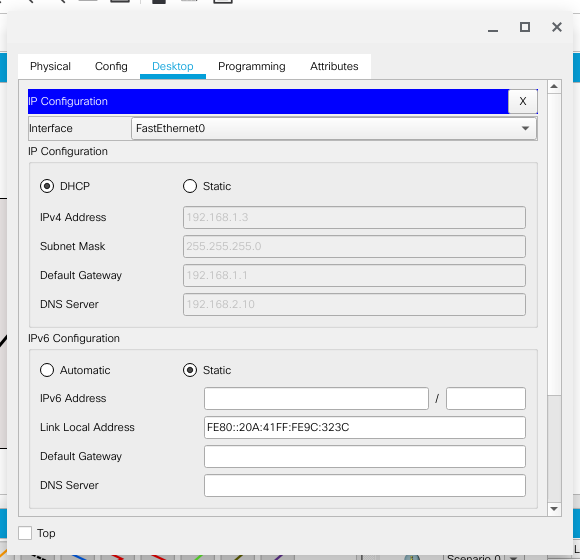 Physical Config Desktop Programming Attributes
IP Configuration X
Interface FastEthernet0
IP Configuration
DHCP Static
IPv4 Address 192.168.1.3
Subnet Mask 255.255.255.0
Default Gateway 192.168.1.1
DNS Server 192.168.2.10
IPv6 Configuration
Automatic Static
IPv6 Address /
Link Local Address FE80::20A:41FF:FE9C:323C
Default Gateway
DNS Server
Top
Scenario 0